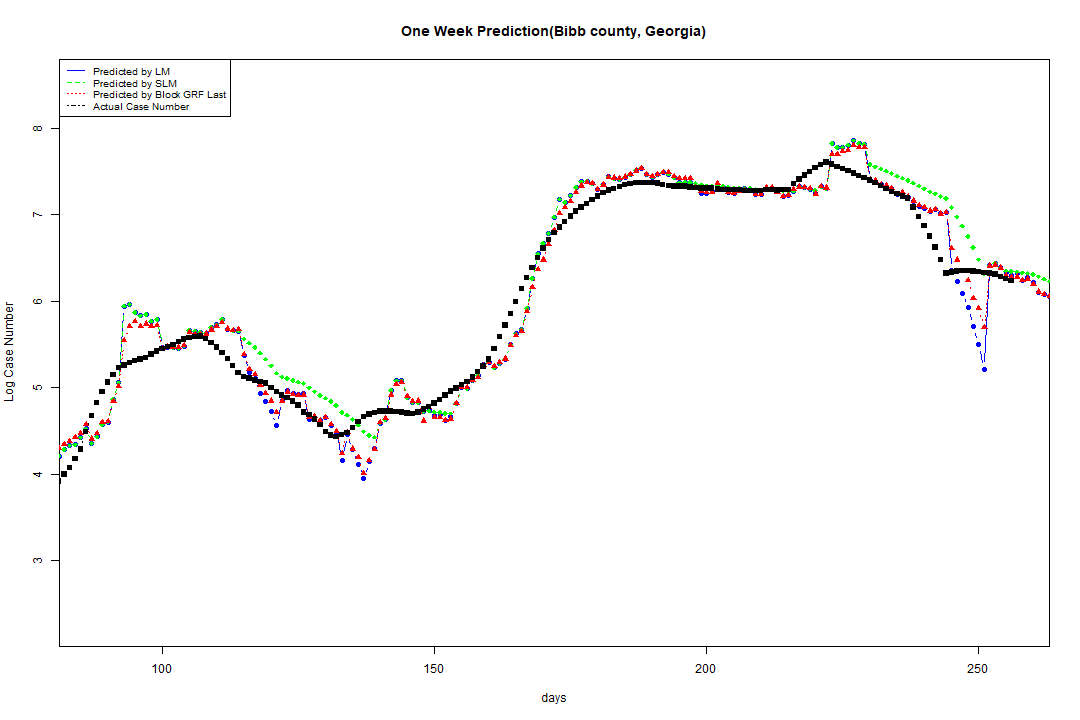 One Week Prediction(Bibb county, Georgia)
Predicted by LM
Predicted by SLM
Predicted by Block GRF Last
Actual Case Number
8
7
6
5
4
3
Log Case Number
100 150 200 250
days